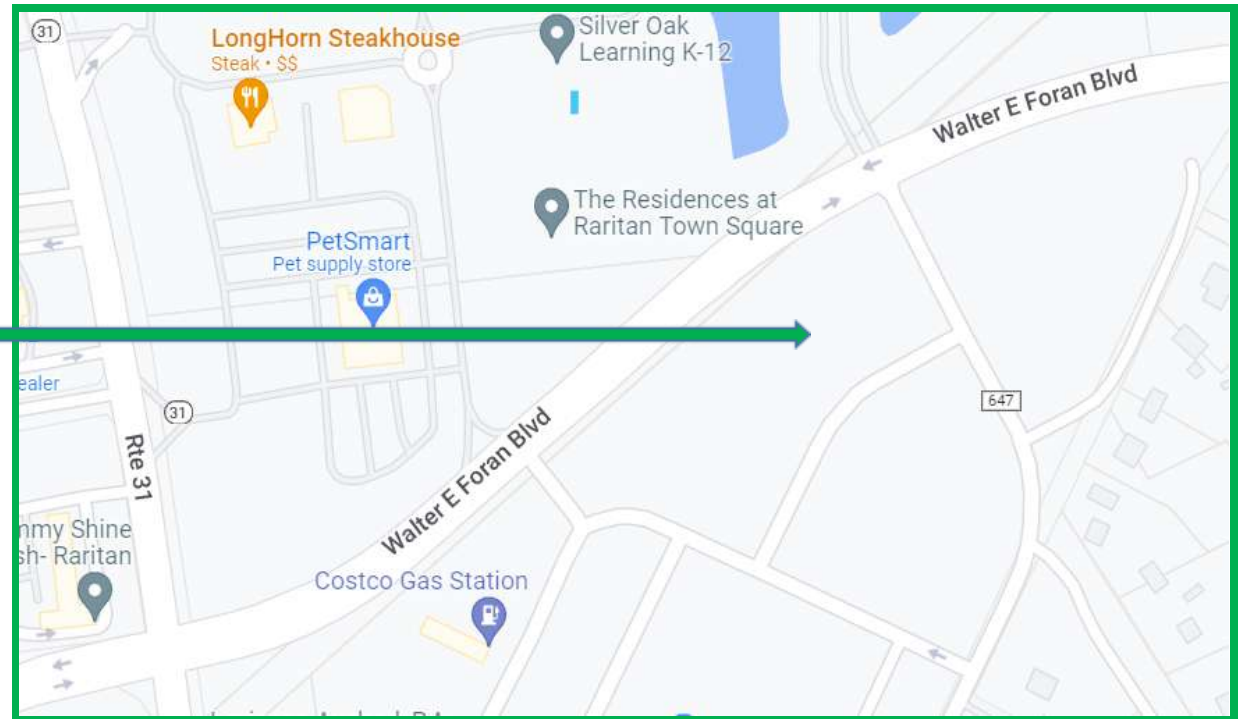 31
LongHorn Steakhouse
Steak • $$
Silver Oak
Learning K-12
Walter E Foran Blvd
The Residences at
Raritan Town Square
PetSmart
Pet supply store
ealer
31
647
Rte 31
Walter E Foran Blvd
mmy Shine
sh- Raritan
Costco Gas Station